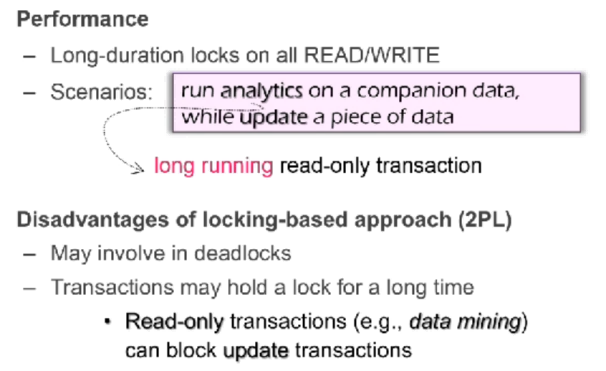 Performance
– Long-duration locks on all READ/WRITE
– Scenarios: run analytics on a companion data,
while update a piece of data
long running read-only transaction
Disadvantages of locking-based approach (2PL)
– May involve in deadlocks
– Transactions may hold a lock for a long time
• Read-only transactions (e.g., data mining)
can block update transactions